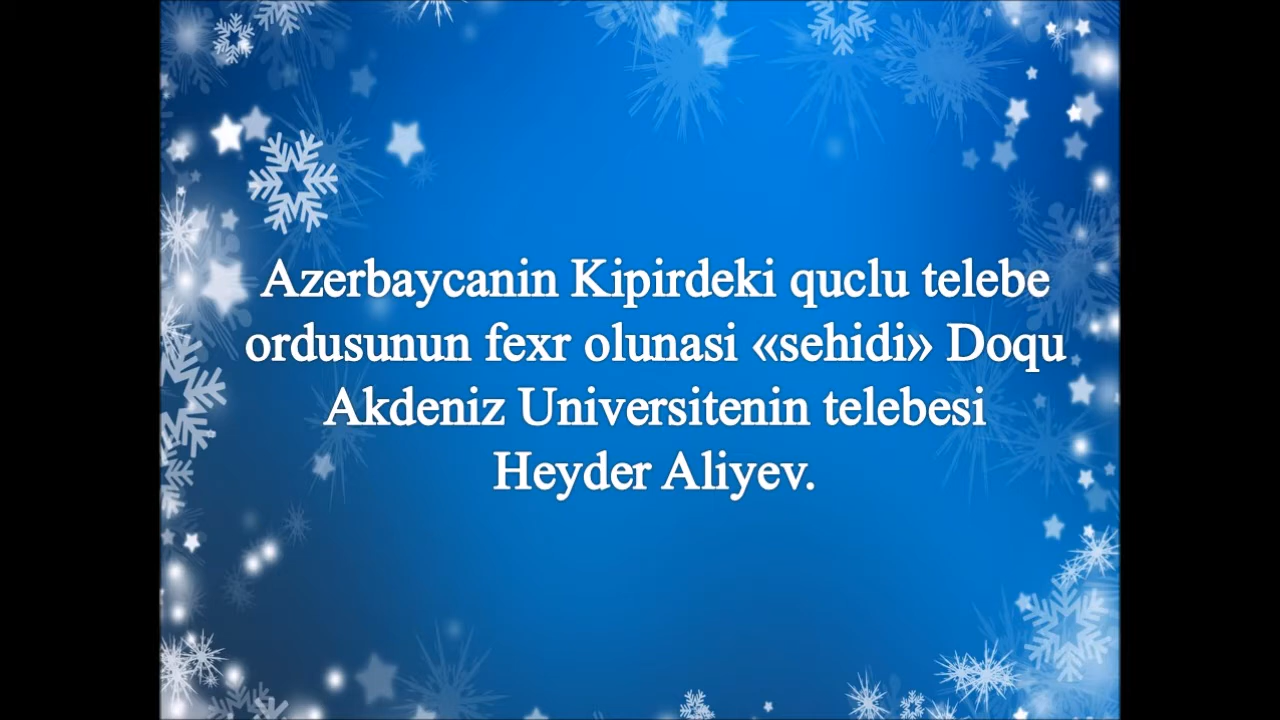 Azerbaycanin Kipirdeki quclu telebe
ordusunun fexr olunasi «sehidi» Doqu
Akdeniz Universitenin telebesi
Heyder Aliyev.